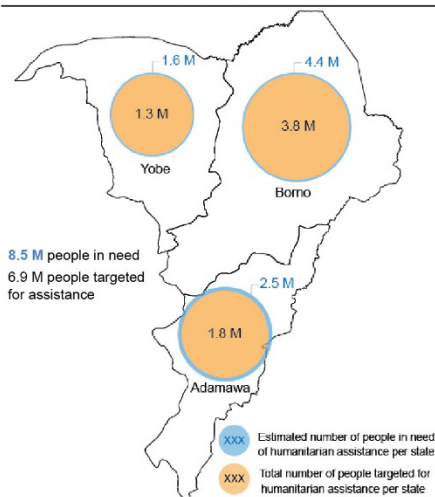 1.6 M
4.4 M
1.3 M
3.8 M
Yobe
Borno
8.5 M people in need
6.9 M people targeted
for assistance
2.5 M
1.8 M
Adamawa
XXX Estimated number of people in need
of humanitarian assistance per state
XXX Total number of people targeted for
humanitarian assistance per state